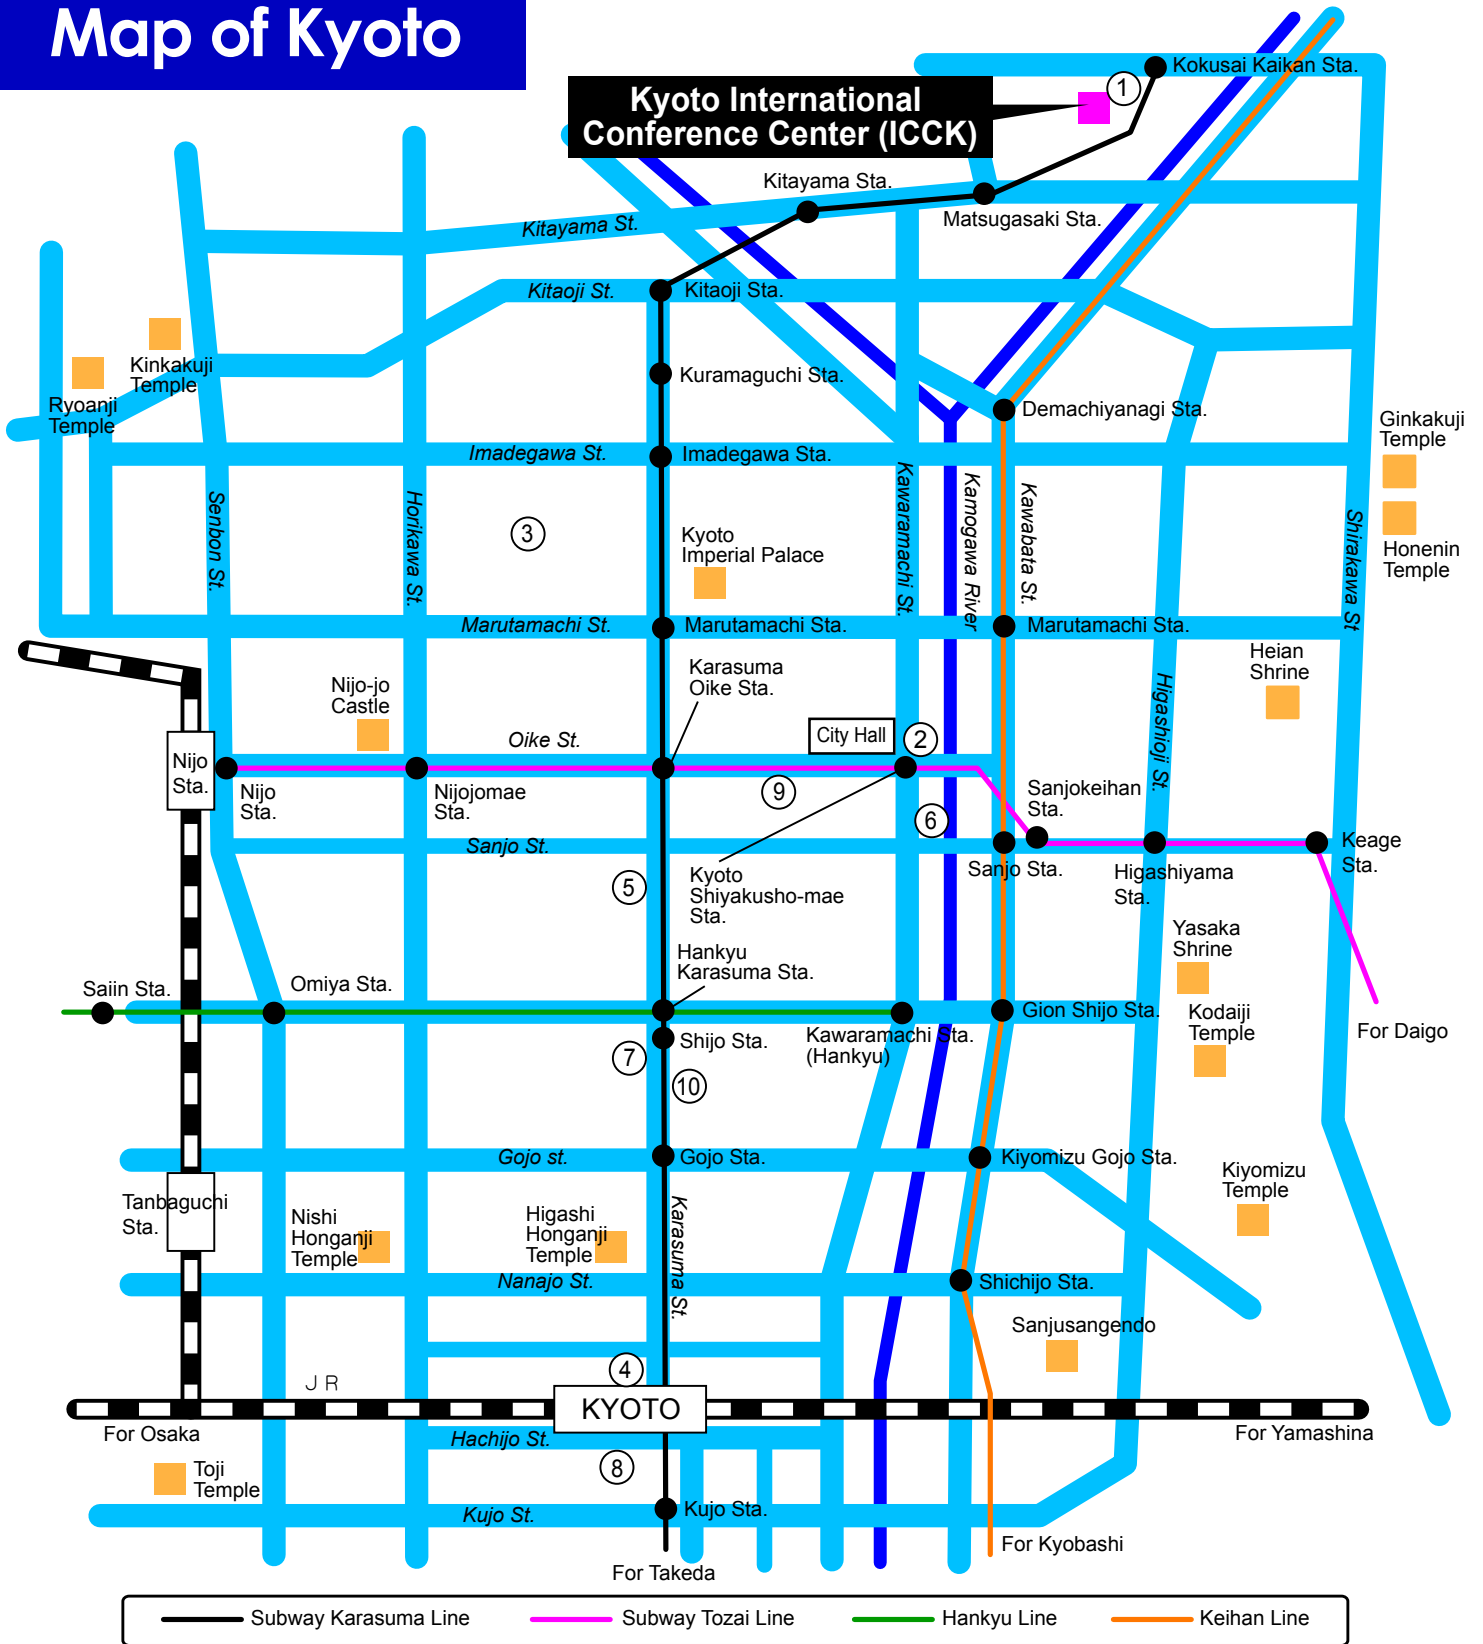 Map of Kyoto
Kokusai Kaikan Sta.
1
Kyoto International
Conference Center (ICCK)
Kitayama Sta.
Matsugasaki Sta.
Kitayama St.
Kitaoji St.
Kitaoji Sta.
Kinkakuji
Temple
Kuramaguchi Sta.
Ryoanji
Temple
Demachiyanagi Sta.
Ginkakuji
Temple
Imadegawa St.
Imadegawa Sta.
Senbon St.
Horikawa St.
Kawaramachi St.
Kamogawa River
Kawabata St.
Shirakawa St
3
Kyoto
Imperial Palace
Honenin
Temple
Marutamachi St.
Marutamachi Sta.
Marutamachi Sta.
Heian
Shrine
Karasuma
Oike Sta.
Nijo-jo
Castle
Higashioji St.
Oike St.
City Hall
2
Nijo
Sta.
Nijo
Sta.
Nijojomae
Sta.
9
Sanjokeihan
Sta.
6
Sanjo St.
Sanjo Sta.
Higashiyama
Sta.
Keage
Sta.
5
Kyoto
Shiyakusho-mae
Sta.
Yasaka
Shrine
Hankyu
Karasuma Sta.
Saiin Sta.
Omiya Sta.
Gion Shijo Sta.
Kodaiji
Temple
For Daigo
Kawaramachi Sta.
(Hankyu)
Shijo Sta.
7
10
Gojo st.
Gojo Sta.
Kiyomizu Gojo Sta.
Kiyomizu
Temple
Tanbaguchi
Sta.
Nishi
Honganji
Temple
Higashi
Honganji
Temple
Karasuma St.
Nanajo St.
Shichijo Sta.
Sanjusangendo
4
JR
KYOTO
For Osaka
For Yamashina
Hachijo St.
8
Toji
Temple
Kujo St.
Kujo Sta.
For Kyobashi
For Takeda
Subway Karasuma Line
Subway Tozai Line
Hankyu Line
Keihan Line